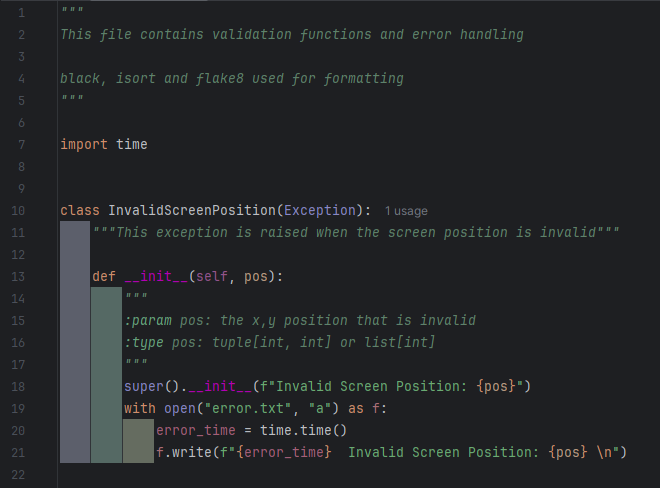 1 """
2 This file contains validation functions and error handling
3
4 black, isort and flake8 used for formatting
5 """
6
7 import time
8
9
10 class InvalidScreenPosition(Exception): 1 usage
11     """This exception is raised when the screen position is invalid"""
12
13     def __init__(self, pos):
14         """
15         :param pos: the x,y position that is invalid
16         :type pos: tuple[int, int] or list[int]
17         """
18         super().__init__(f"Invalid Screen Position: {pos}")
19         with open("error.txt", "a") as f:
20             error_time = time.time()
21             f.write(f"{error_time}  Invalid Screen Position: {pos} \n")
22